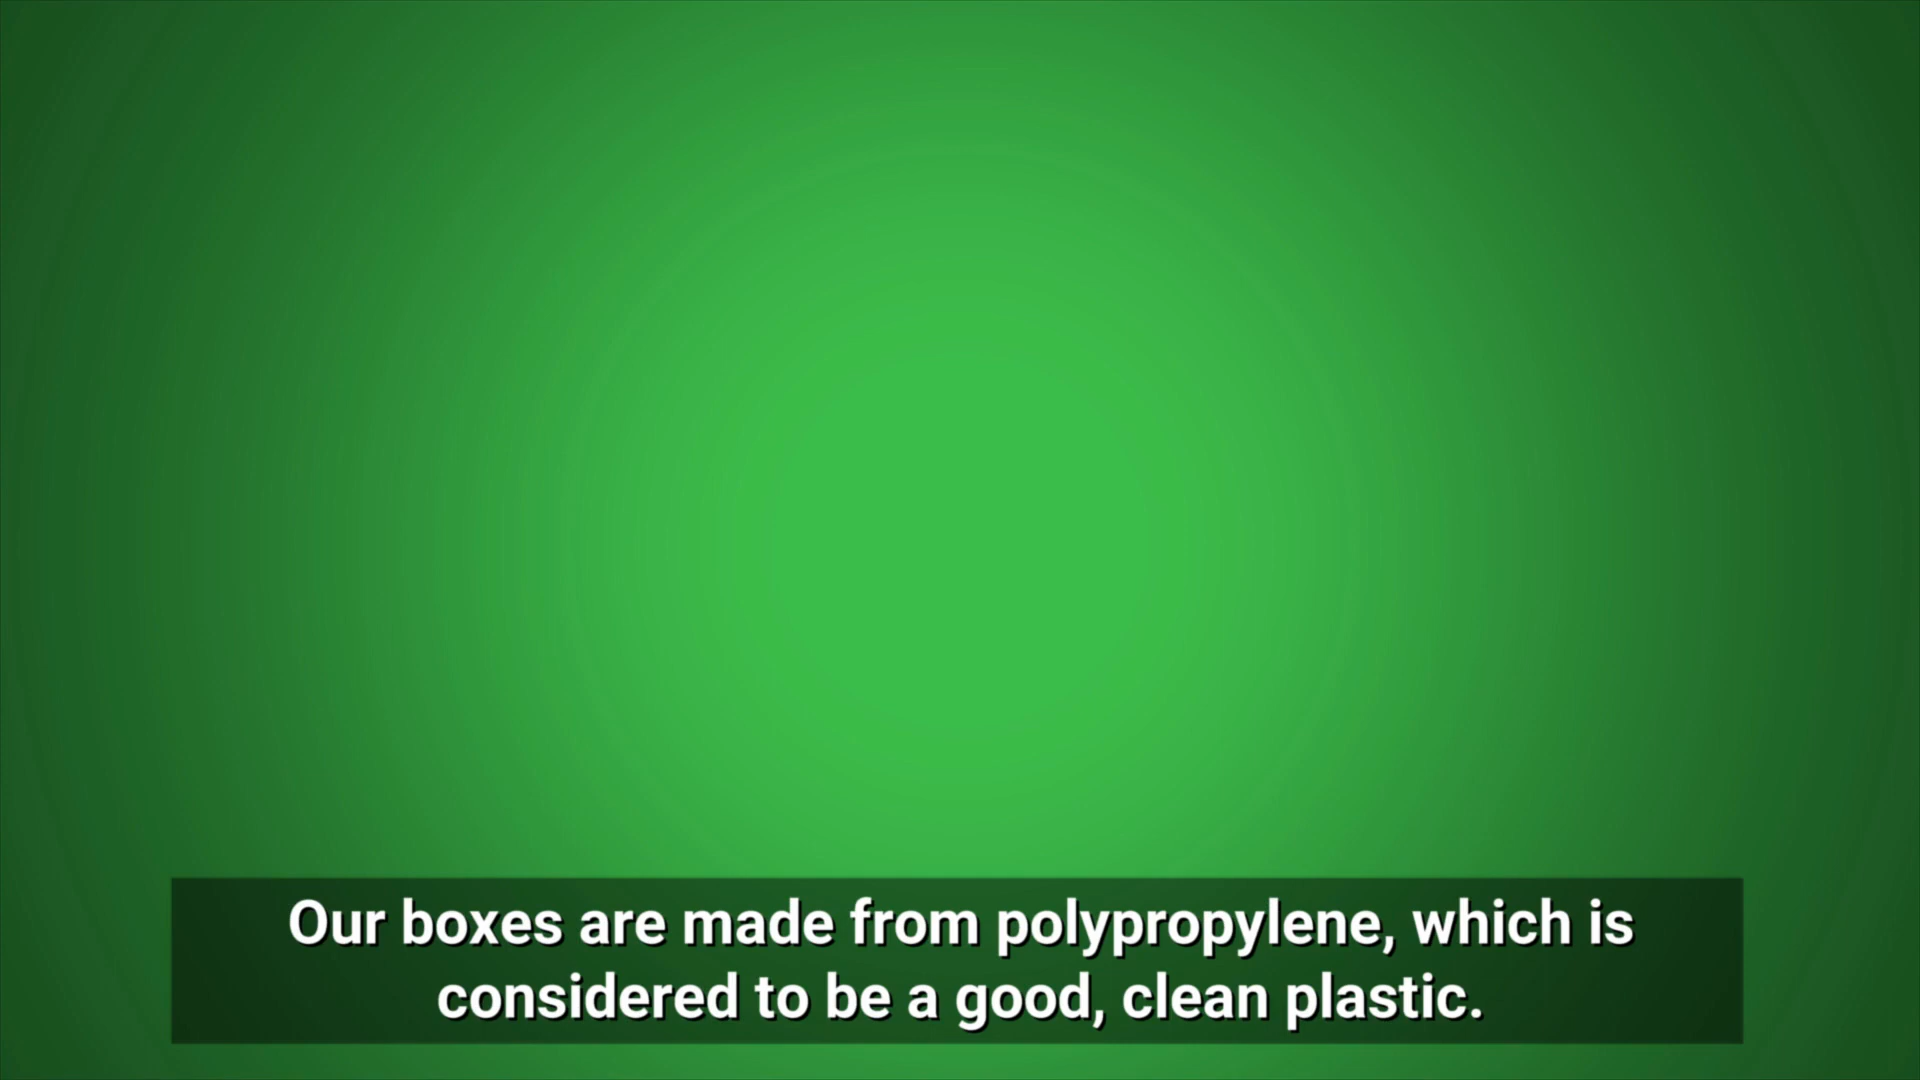 Our boxes are made from polypropylene, which is
considered to be a good, clean plastic.